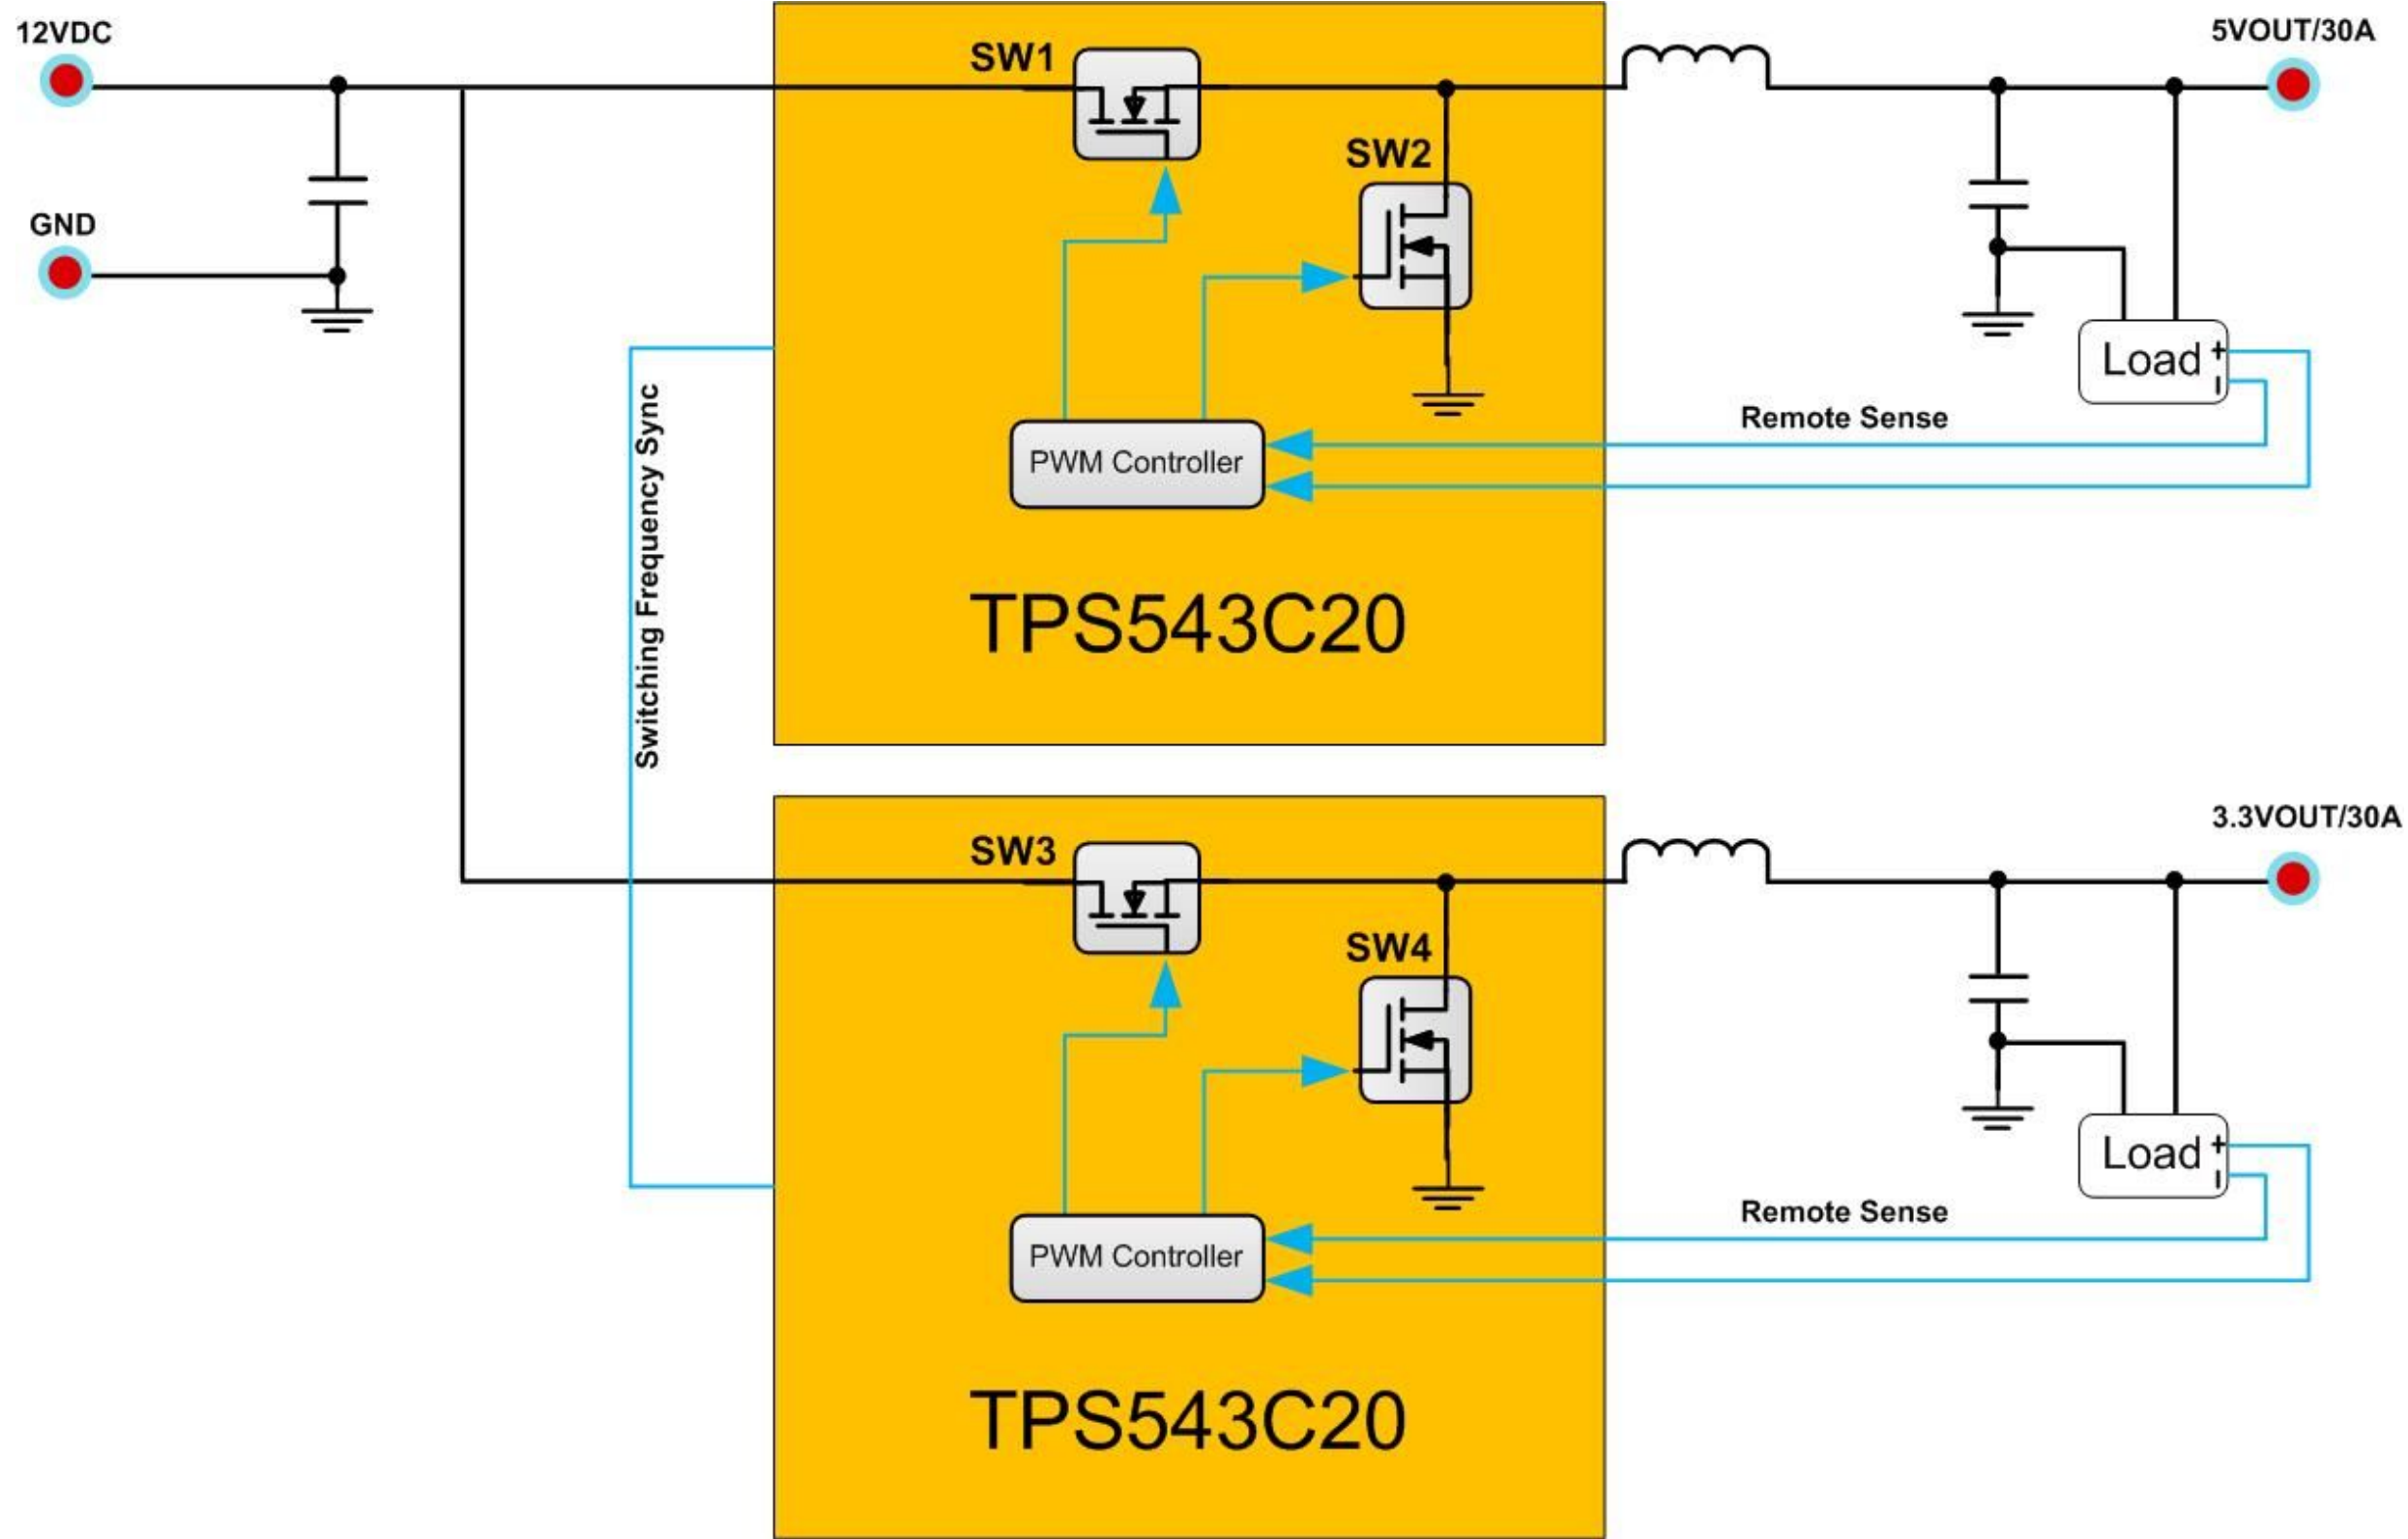 12VDC
GND
SW1
SW2
5VOUT/30A
Load + -
Remote Sense
PWM Controller
TPS543C20
Switching Frequency Sync
SW3
SW4
3.3VOUT/30A
Load + -
Remote Sense
PWM Controller
TPS543C20